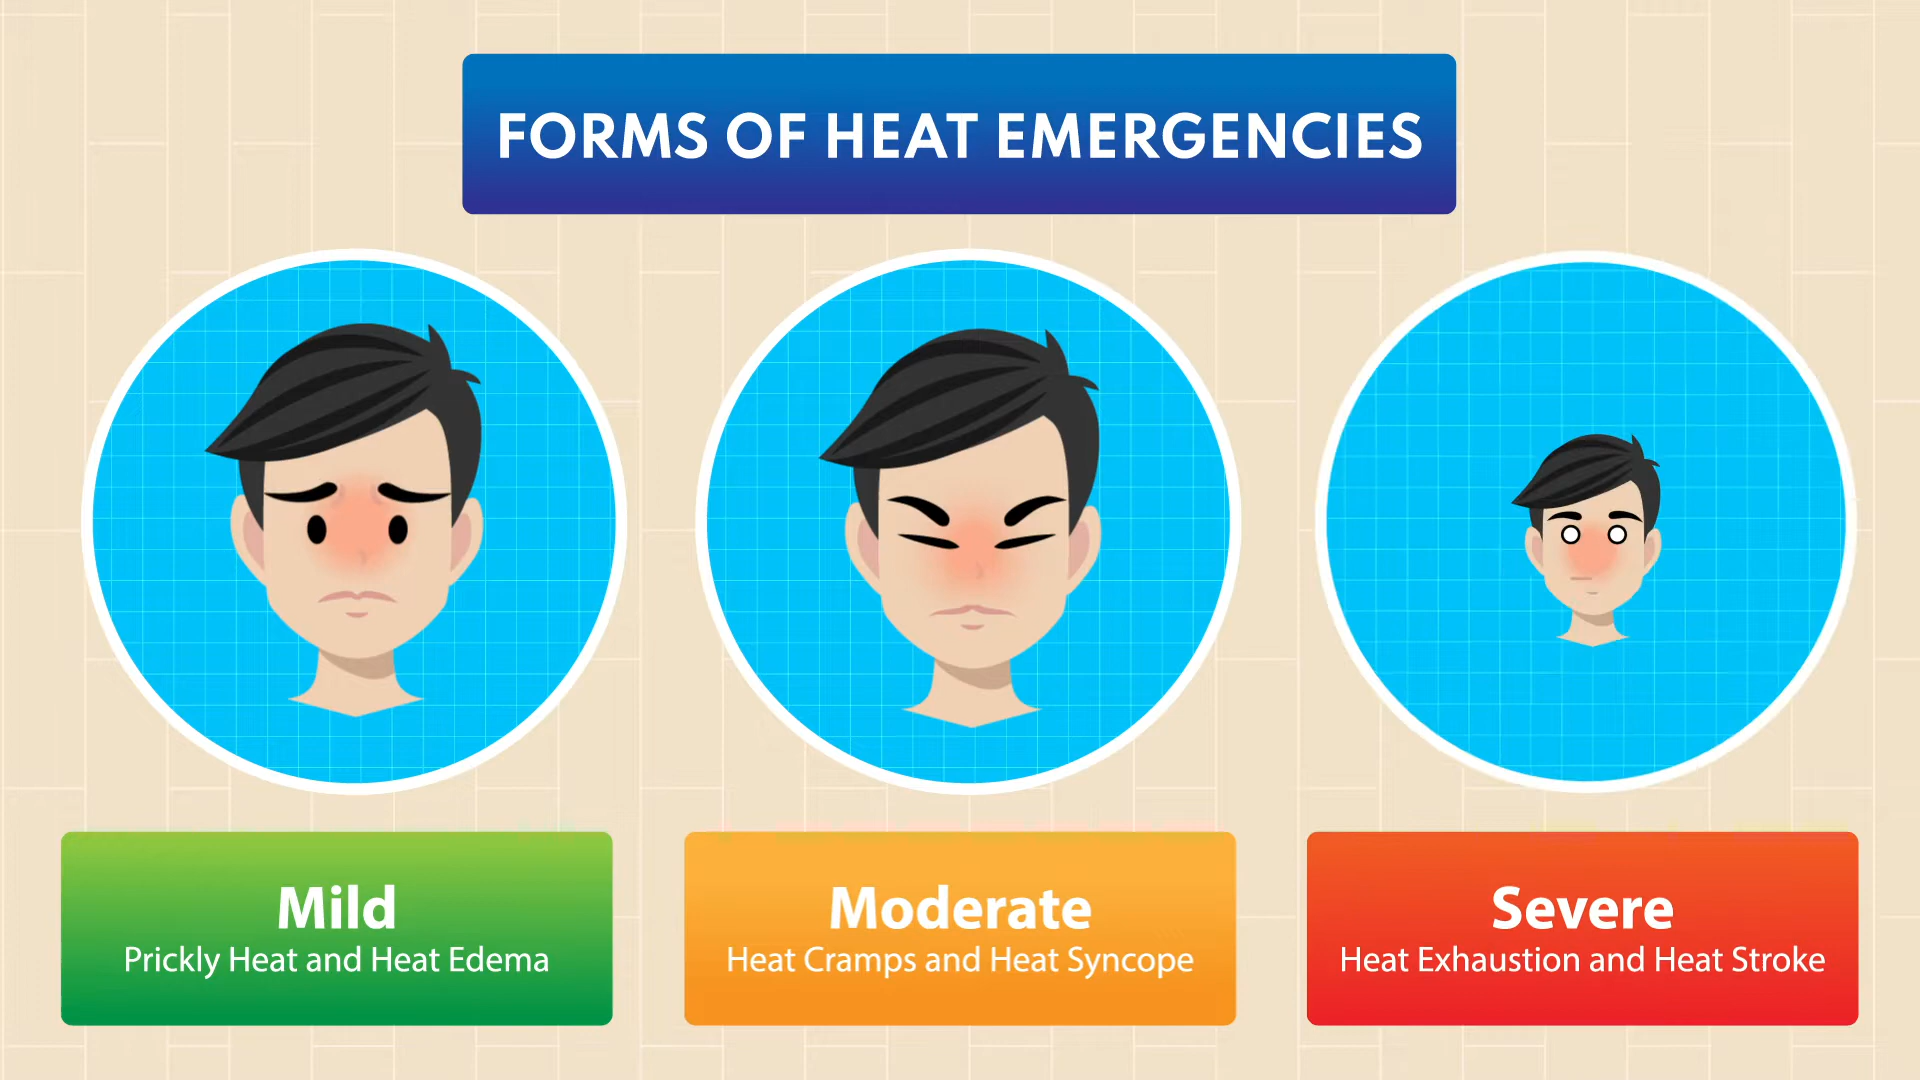 FORMS OF HEAT EMERGENCIES
Mild
Prickly Heat and Heat Edema
Moderate
Heat Cramps and Heat Syncope
Severe
Heat Exhaustion and Heat Stroke